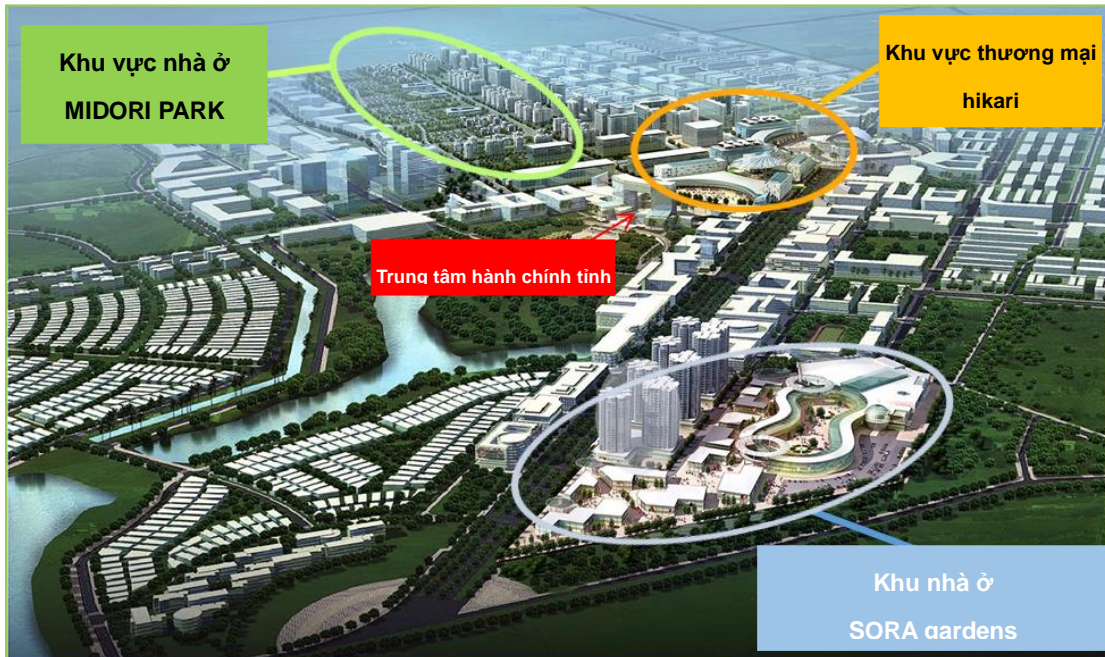 Khu vực nhà ở
MIDORI PARK
Khu vực thương mại
hikari
Trung tâm hành chính tỉnh
Khu nhà ở
SORA gardens